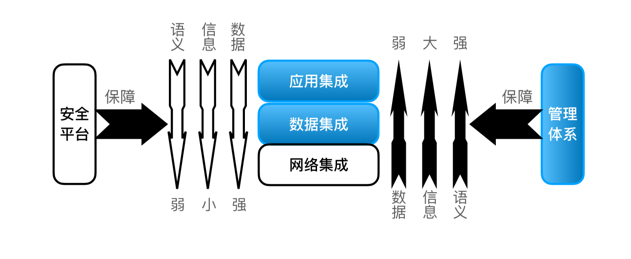 语义 信息 数据
弱 大 强
应用集成
安全平台
保障
数据集成
保障
管理体系
网络集成
弱 小 强
数据 信息 语义